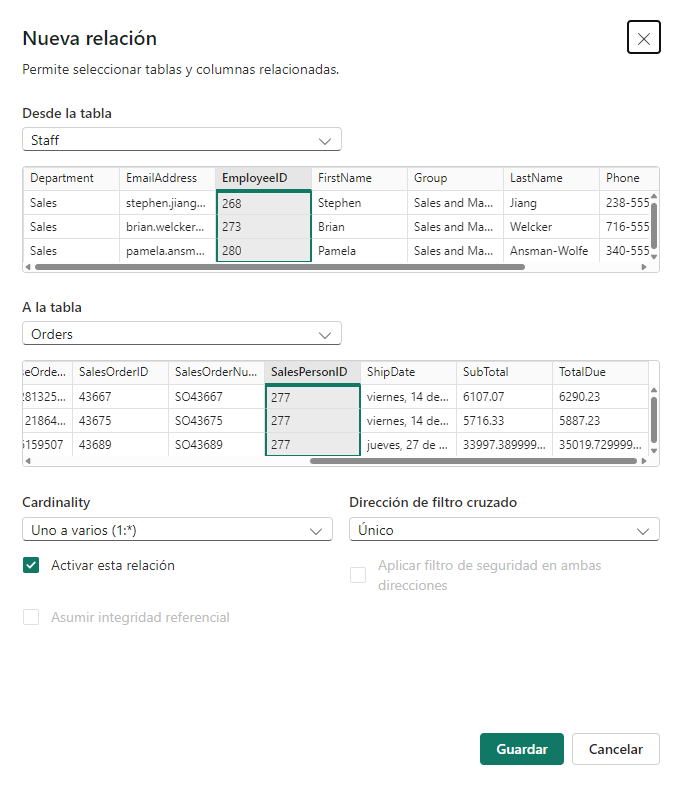 Nueva relación
Permite seleccionar tablas y columnas relacionadas.
Desde la tabla
Staff
Department EmailAddress EmployeeID FirstName Group LastName Phone
Sales stephen.jiang... 268 Stephen Sales and Ma... Jiang 238-555
Sales brian.welcker... 273 Brian Sales and Ma... Welcker 716-555
Sales pamela.ansm... 280 Pamela Sales and Ma... Ansman-Wolfe 340-555
A la tabla
Orders
eOrde... SalesOrderID SalesOrderNu... SalesPersonID ShipDate SubTotal TotalDue
281325... 43667 SO43667 277 viernes, 14 de... 6107.07 6290.23
121864... 43675 SO43675 277 viernes, 14 de... 5716.33 5887.23
6159507 43689 SO43689 277 jueves, 27 de ... 33997.389999... 35019.729999...
Cardinality
Uno a varios (1:*)
Dirección de filtro cruzado
Único
Activar esta relación
Aplicar filtro de seguridad en ambas
direcciones
Asumir integridad referencial
Guardar
Cancelar